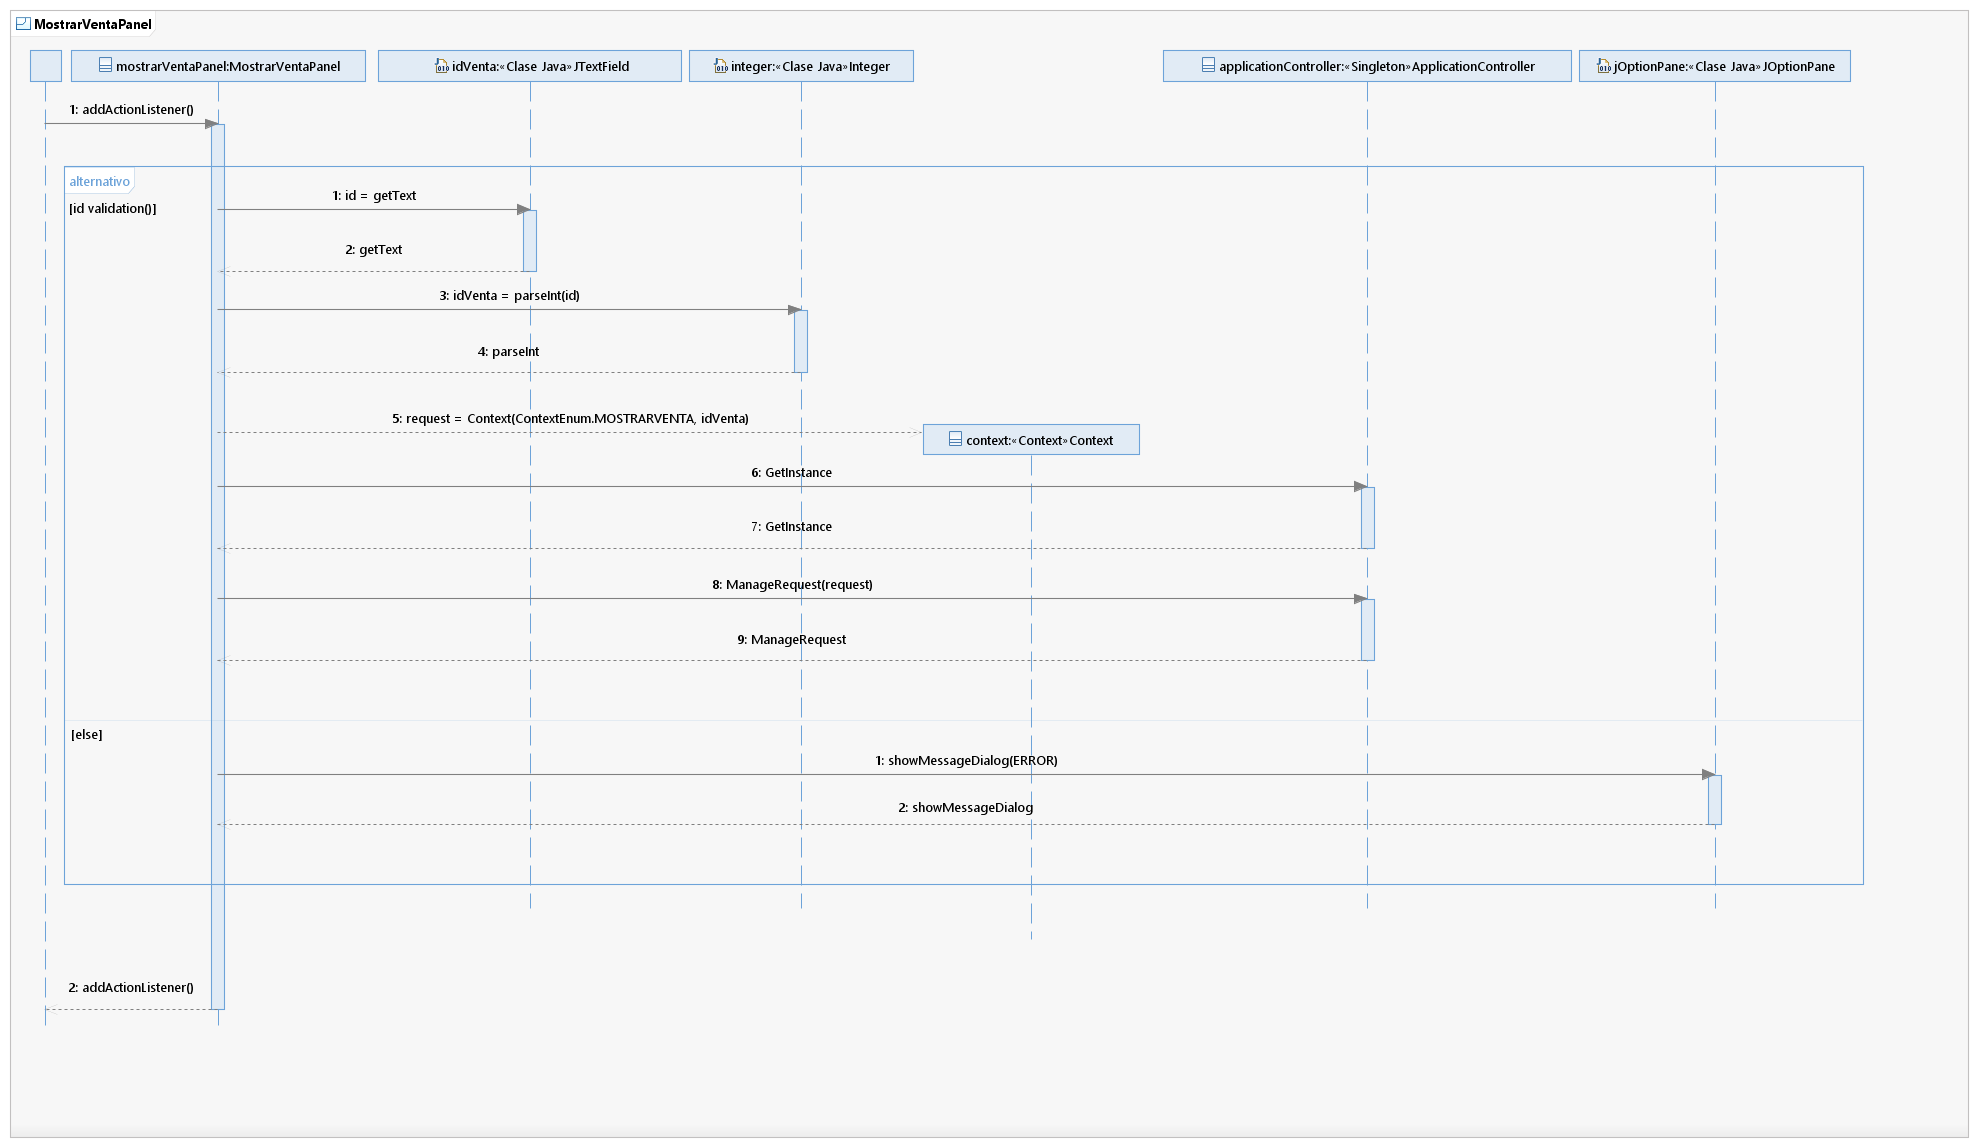 MostrarVentaPanel
mostrarVentaPanel:MostrarVentaPanel
idVenta:«Clase Java»JTextField
integer:«Clase Java»Integer
applicationController:«Singleton»ApplicationController
jOptionPane:«Clase Java»JOptionPane
1: addActionListener()
alternativo
[id validation()]
1: id = getText
2: getText
3: idVenta = parseInt(id)
4: parseInt
5: request = Context(ContextEnum.MOSTRARVENTA, idVenta)
context:«Context»Context
6: GetInstance
7: GetInstance
8: ManageRequest(request)
9: ManageRequest
[else]
1: showMessageDialog(ERROR)
2: showMessageDialog
2: addActionListener()